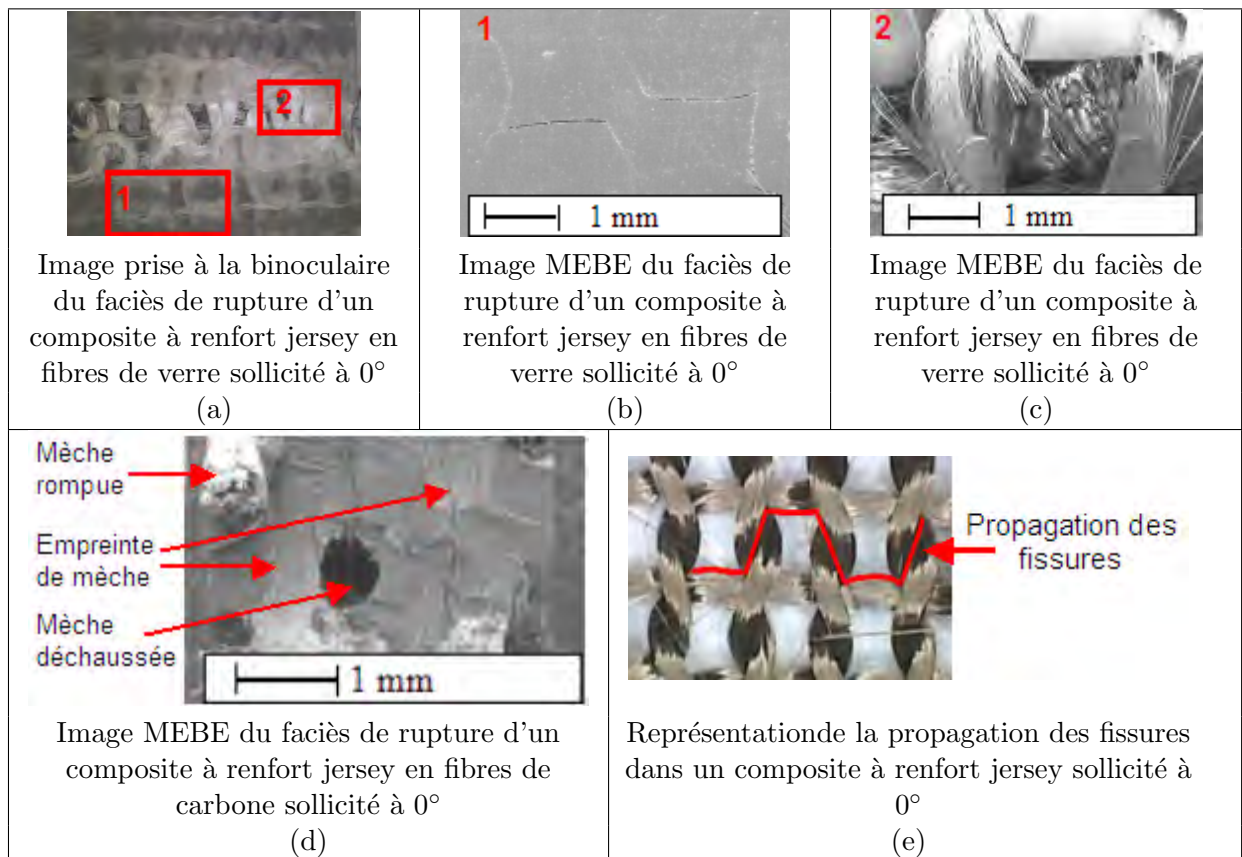 1
2
1
1 mm
2
1 mm
Image prise à la binoculaire
du faciès de rupture d'un
composite à renfort jersey en
fibres de verre sollicité à 0°
(a)
Image MEBE du faciès de
rupture d'un composite à
renfort jersey en fibres de
verre sollicité à 0°
(b)
Image MEBE du faciès de
rupture d'un composite à
renfort jersey en fibres de
verre sollicité à 0°
(c)
Mèche
rompue
Empreinte
de mèche
Mèche
déchaussée
1 mm
Propagation des
fissures
Image MEBE du faciès de rupture d'un
composite à renfort jersey en fibres de
carbone sollicité à 0°
(d)
Représentationde la propagation des fissures
dans un composite à renfort jersey sollicité à
0°
(e)